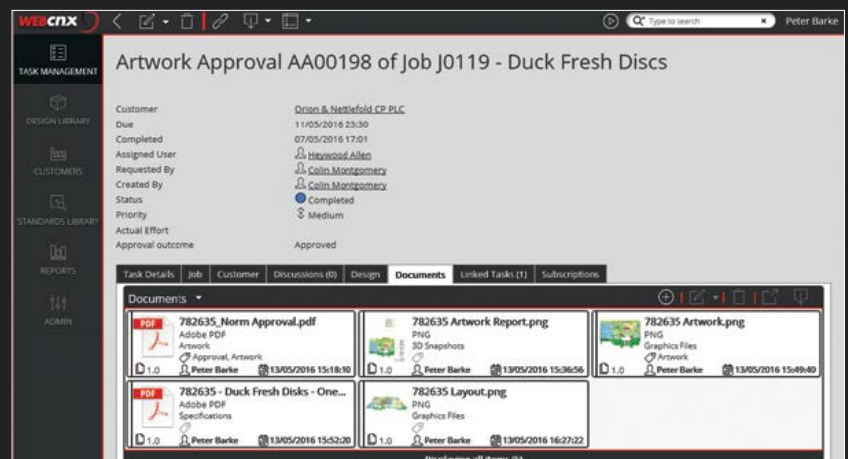 WEBcnx
Type to search
Peter Barke
TASK MANAGEMENT
DESIGN LIBRARY
CUSTOMERS
STANDARDS LIBRARY
REPORTS
ADMIN
Artwork Approval AA00198 of Job J0119 - Duck Fresh Discs
Customer Orion & Nettlefold CP PLC
Due 11/05/2016 23:30
Completed 07/05/2016 17:01
Assigned User Heywood Allen
Requested By Colin Montgomery
Created By Colin Montgomery
Status Completed
Priority Medium
Actual Effort
Approval outcome Approved
Task Details Job Customer Discussions (0) Design Documents Linked Tasks (1) Subscriptions
Documents
PDF
782635_Norm Approval.pdf
Adobe PDF
Artwork
Approval, Artwork
1.0 Peter Barke 13/05/2016 15:18:10
782635 Artwork Report.png
PNG
3D Snapshots
1.0 Peter Barke 13/05/2016 15:36:56
782635 Artwork.png
PNG
Graphics Files
Artwork
1.0 Peter Barke 13/05/2016 15:49:40
PDF
782635 - Duck Fresh Disks - One...
Adobe PDF
Specifications
1.0 Peter Barke 13/05/2016 15:52:20
782635 Layout.png
PNG
Graphics Files
1.0 Peter Barke 13/05/2016 16:27:22
Displaying all items (5)